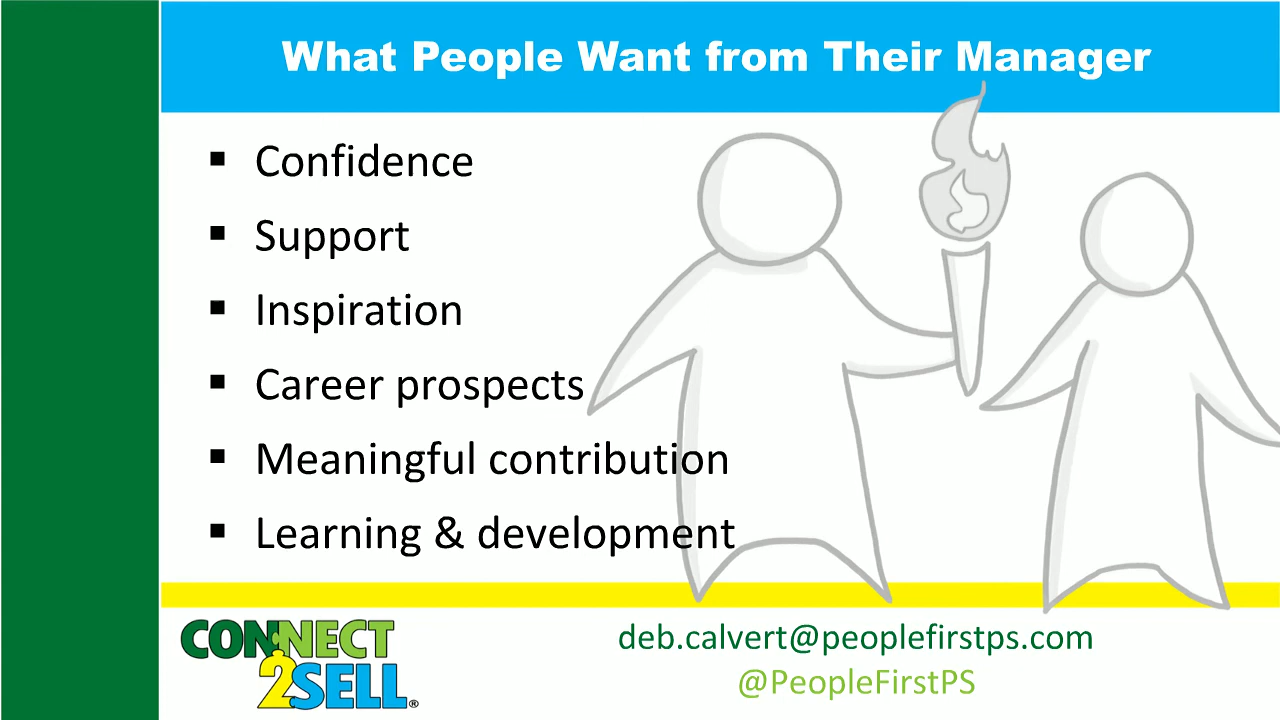 What People Want from Their Manager
▪ Confidence
▪ Support
▪ Inspiration
▪ Career prospects
▪ Meaningful contribution
▪ Learning & development
CONNECT
2SELL®
deb.calvert@peoplefirstps.com
@PeopleFirstPS